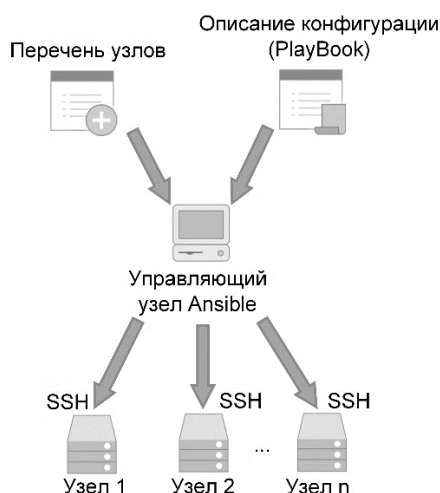 Перечень узлов
Описание конфигурации
(PlayBook)
Управляющий
узел Ansible
SSH
SSH
SSH
Узел 1
Узел 2
...
Узел n